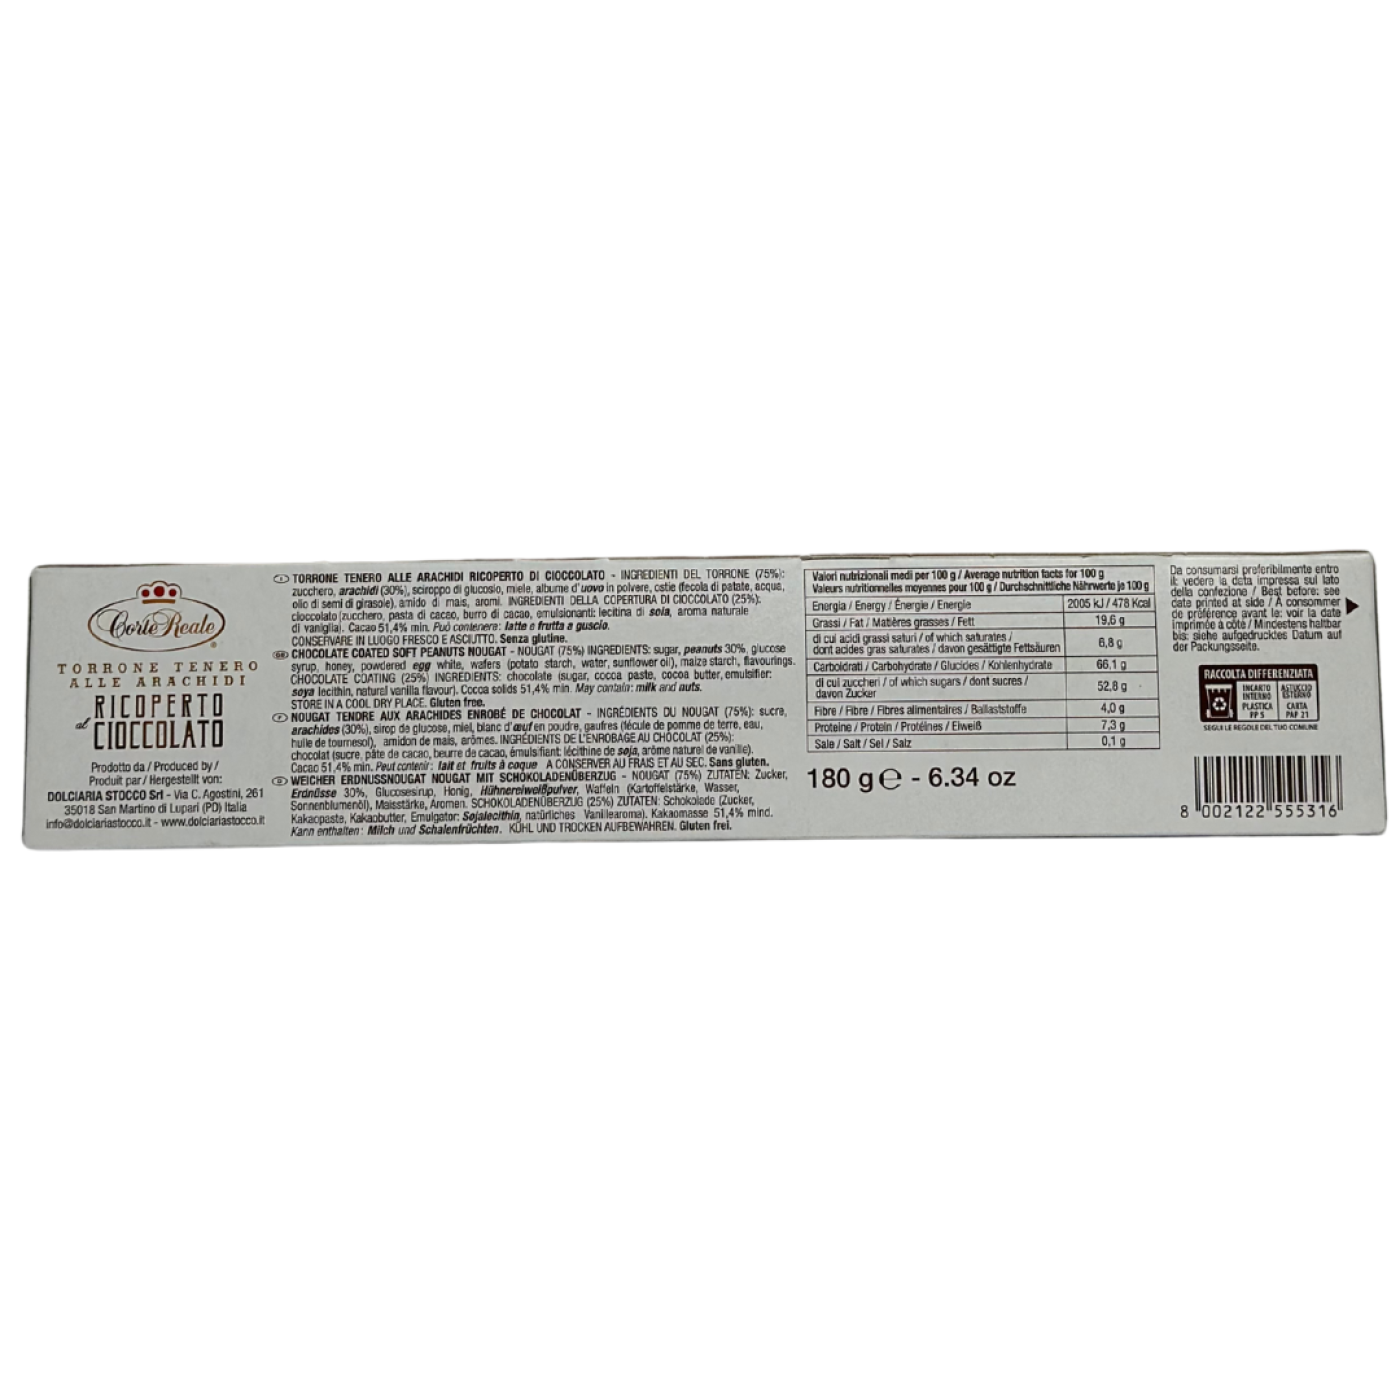 Corte Reale
TORRONE TENERO
ALLE ARACHIDI
RICOPERTO
al CIOCCOLATO
Prodotto da / Produced by /
Produit par / Hergestellt von:
DOLCIARIA STOCCO Srl - Via C. Agostini, 261
35018 San Martino di Lupari (PD) Italia
info@dolciariastocco.it - www.dolciariastocco.it
I TORRONE TENERO ALLE ARACHIDI RICOPERTO DI CIOCCOLATO - INGREDIENTI DEL TORRONE (75%):
zucchero, arachidi (30%), sciroppo di glucosio, miele, albume d'uovo in polvere, ostie (fecola di patate, acqua,
olio di semi di girasole), amido di mais, aromi. INGREDIENTI DELLA COPERTURA DI CIOCCOLATO (25%):
cioccolato (zucchero, pasta di cacao, burro di cacao, emulsionanti: lecitina di soia, aroma naturale
di vaniglia). Cacao 51,4% min. Può contenere: latte e frutta a guscio.
CONSERVARE IN LUOGO FRESCO E ASCIUTTO. Senza glutine.
GB CHOCOLATE COATED SOFT PEANUTS NOUGAT - NOUGAT (75%) INGREDIENTS: sugar, peanuts 30%, glucose
syrup, honey, powdered egg white, wafers (potato starch, water, sunflower oil), maize starch, flavourings.
CHOCOLATE COATING (25%) INGREDIENTS: chocolate (sugar, cocoa paste, cocoa butter, emulsifier:
soya lecithin, natural vanilla flavour). Cocoa solids 51,4% min. May contain: milk and nuts.
STORE IN A COOL DRY PLACE. Gluten free.
F NOUGAT TENDRE AUX ARACHIDES ENROBÉ DE CHOCOLAT - INGRÉDIENTS DU NOUGAT (75%): sucre,
arachides (30%), sirop de glucose, miel, blanc d'œuf en poudre, gaufres (fécule de pomme de terre, eau,
huile de tournesol), amidon de maïs, arômes. INGRÉDIENTS DE L'ENROBAGE AU CHOCOLAT (25%):
chocolat (sucre, pâte de cacao, beurre de cacao, émulsifiant: lécithine de soja, arôme naturel de vanille).
Cacao 51,4% min. Peut contenir: lait et fruits à coque A CONSERVER AU FRAIS ET AU SEC. Sans gluten.
D WEICHER ERDNUSSNOUGAT NOUGAT MIT SCHOKOLADENÜBERZUG - NOUGAT (75%) ZUTATEN: Zucker,
Erdnüsse 30%, Glucosesirup, Honig, Hühnereiweißpulver, Waffeln (Kartoffelstärke, Wasser,
Sonnenblumenöl), Maisstärke, Aromen. SCHOKOLADENÜBERZUG (25%) ZUTATEN: Schokolade (Zucker,
Kakaopaste, Kakaobutter, Emulgator: Sojalecithin, natürliches Vanillearoma). Kakaomasse 51,4% mind.
Kann enthalten: Milch und Schalenfrüchten. KÜHL UND TROCKEN AUFBEWAHREN. Gluten frei.
Valori nutrizionali medi per 100 g / Average nutrition facts for 100 g
Valeurs nutritionnelles moyennes pour 100 g / Durchschnittliche Nährwerte je 100 g
Energia / Energy / Énergie / Energie 2005 kJ / 478 Kcal
Grassi / Fat / Matières grasses / Fett 19,6 g
di cui acidi grassi saturi / of which saturates /
dont acides gras saturates / davon gesättigte Fettsäuren 6,8 g
Carboidrati / Carbohydrate / Glucides / Kohlenhydrate 66,1 g
di cui zuccheri / of which sugars / dont sucres /
davon Zucker 52,8 g
Fibre / Fibre / Fibres alimentaires / Ballaststoffe 4,0 g
Proteine / Protein / Protéines / Eiweiß 7,3 g
Sale / Salt / Sel / Salz 0,1 g
180 g e - 6.34 oz
Da consumarsi preferibilmente entro
il: vedere la data impressa sul lato
della confezione / Best before: see
date printed at side / À consommer
de préférence avant le: voir la date
imprimée à côté / Mindestens haltbar
bis: siehe aufgedrucktes Datum auf
der Packungsseite.
RACCOLTA DIFFERENZIATA
INCARTO INTERNO PLASTICA PP 5
ASTUCCIO ESTERNO CARTA PAP 21
SEGUI LE REGOLE DEL TUO COMUNE
8 002122 555316